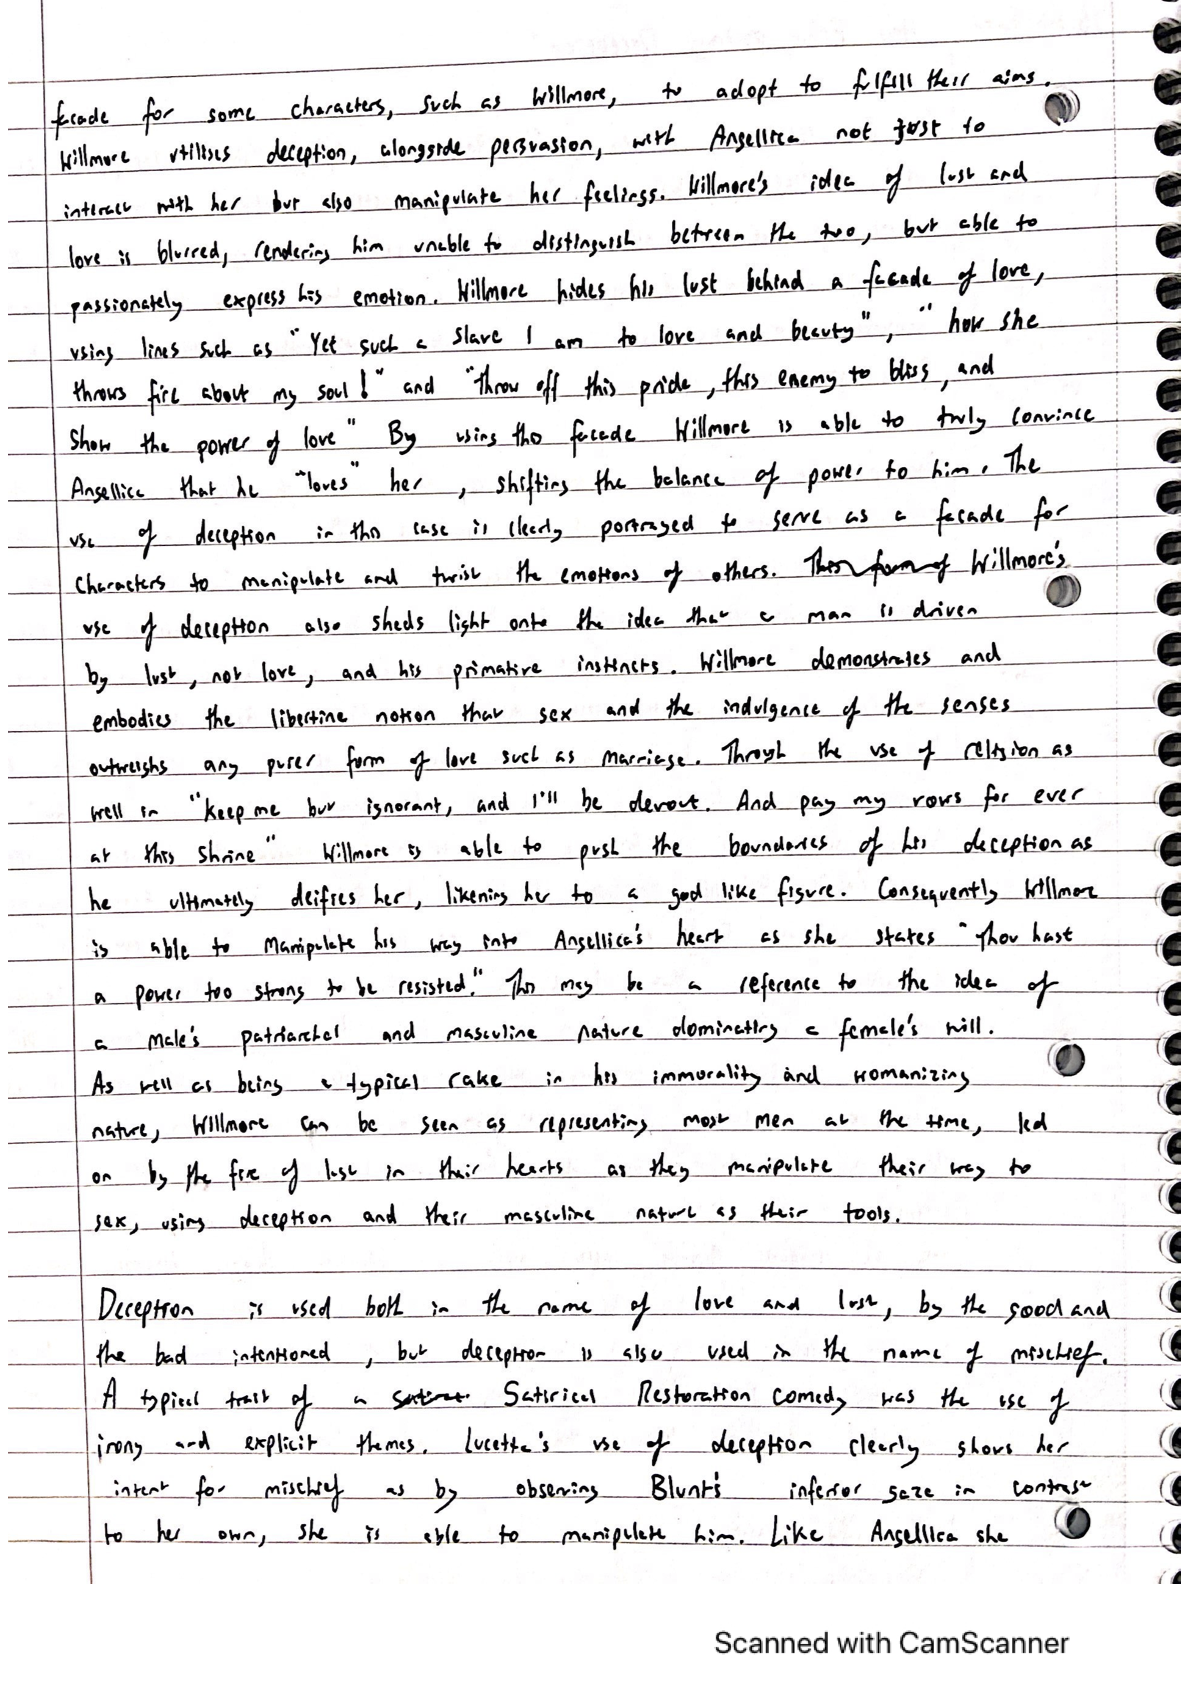 facade for some characters, such as Willmore, to adopt to fulfill their aims.
Willmore utilises deception, alongside persuasion, with Angellica not just to
interact with her but also manipulate her feelings. Willmore's idea of lust and
love is blurred, rendering him unable to distinguish between the two, but able to
passionately express his emotion. Willmore hides his lust behind a facade of love,
using lines such as "Yet such a slave I am to love and beauty", "how she
throws fire about my soul!" and "Throw off this pride, this enemy to bliss, and
show the power of love" By using this facade Willmore is able to truly convince
Angellica that he "loves" her, shifting the balance of power to him. The
use of deception in this case is clearly portrayed to serve as a facade for
characters to manipulate and twist the emotions of others. Willmore's
use of deception also sheds light onto the idea that a man is driven
by lust, not love, and his primative instincts. Willmore demonstrates and
embodies the libertine notion that sex and the indulgence of the senses
outweighs any purer form of love such as marriage. Throught the use of religion as
well in "Keep me but ignorant, and I'll be devout. And pay my vows for ever
at this shrine" Willmore is able to push the boundaries of his deception as
he ultimately deifies her, likening her to a god like figure. Consequently Willmore
is able to manipulate his way into Angellica's heart as she states "Thou hast
a power too strong to be resisted." This may be a reference to the idea of
a male's patriarchal and masculine nature dominating a female's will.
As well as being a typical rake in his immorality and womanizing
nature, Willmore can be seen as representing most men at the time, led
on by the fire of lust in their hearts as they manipulate their way to
sex, using deception and their masculine nature as their tools.
Deception is used both in the name of love and lust, by the good and
the bad intentioned, but deception is also used in the name of mischief.
A typical trait of a Satirical Restoration comedy was the use of
irony and explicit themes. Lucetta's use of deception clearly shows her
intent for mischief as by observing Blunt's inferior gaze in contrast
to her own, she is able to manipulate him. Like Angellica she
Scanned with CamScanner